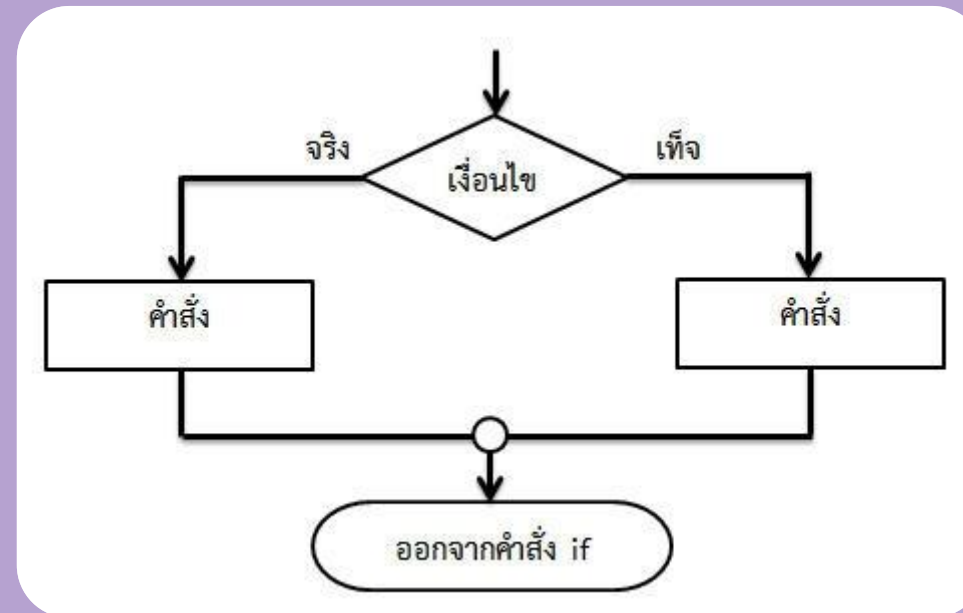 จริง
เท็จ
เงื่อนไข
คำสั่ง
คำสั่ง
ออกจากคำสั่ง if